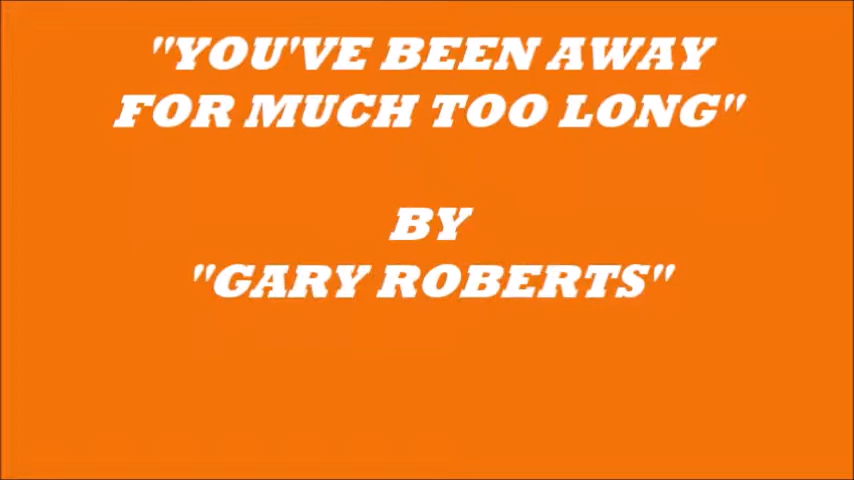 "YOU'VE BEEN AWAY
FOR MUCH TOO LONG"
BY
"GARY ROBERTS"